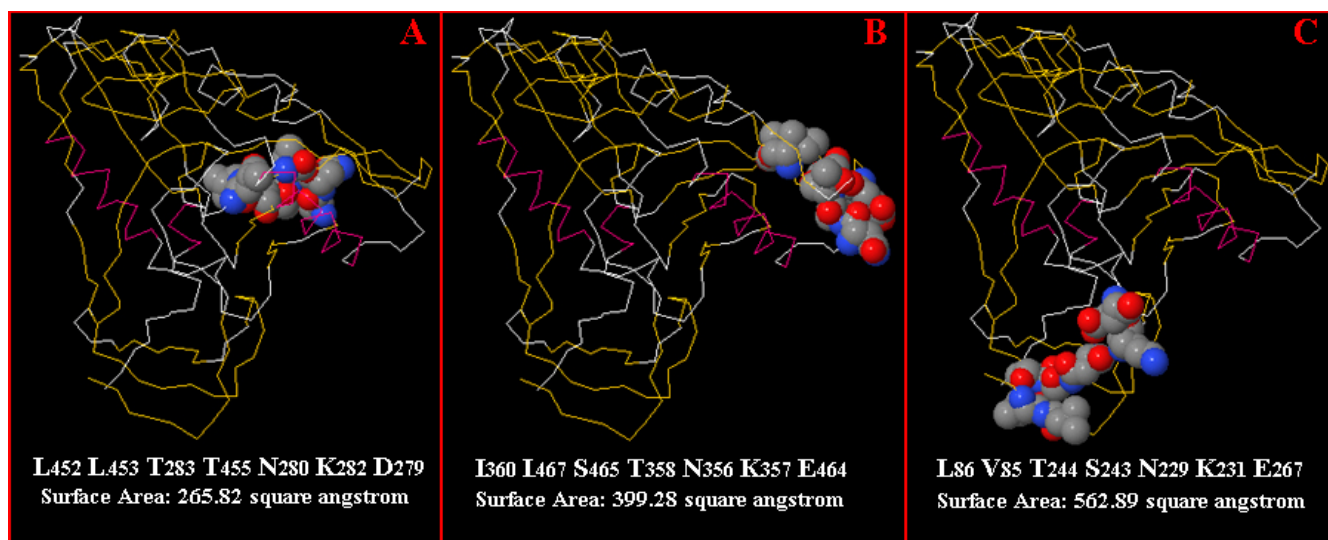 A
B
C
L452 L453 T283 T455 N280 K282 D279
Surface Area: 265.82 square angstrom
I360 I467 S465 T358 N356 K357 E464
Surface Area: 399.28 square angstrom
L86 V85 T244 S243 N229 K231 E267
Surface Area: 562.89 square angstrom